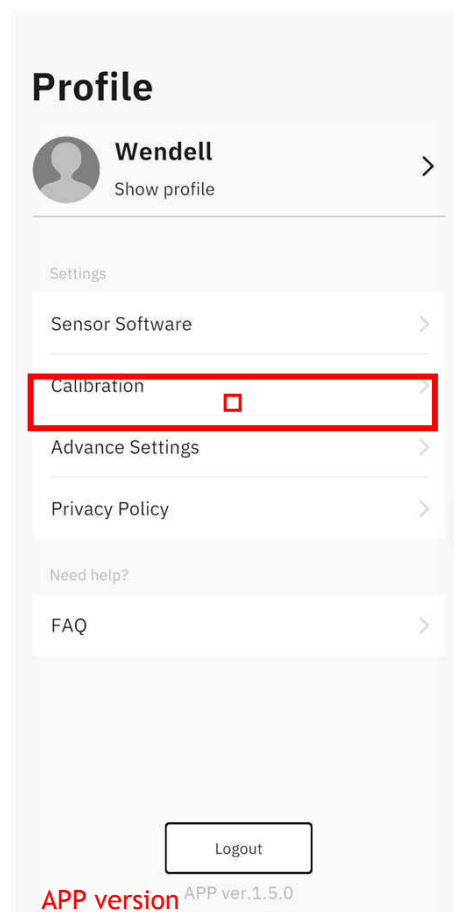 Profile
Wendell
Show profile
Settings
Sensor Software
Calibration
Advance Settings
Privacy Policy
Need help?
FAQ
Logout
APP version APP ver.1.5.0